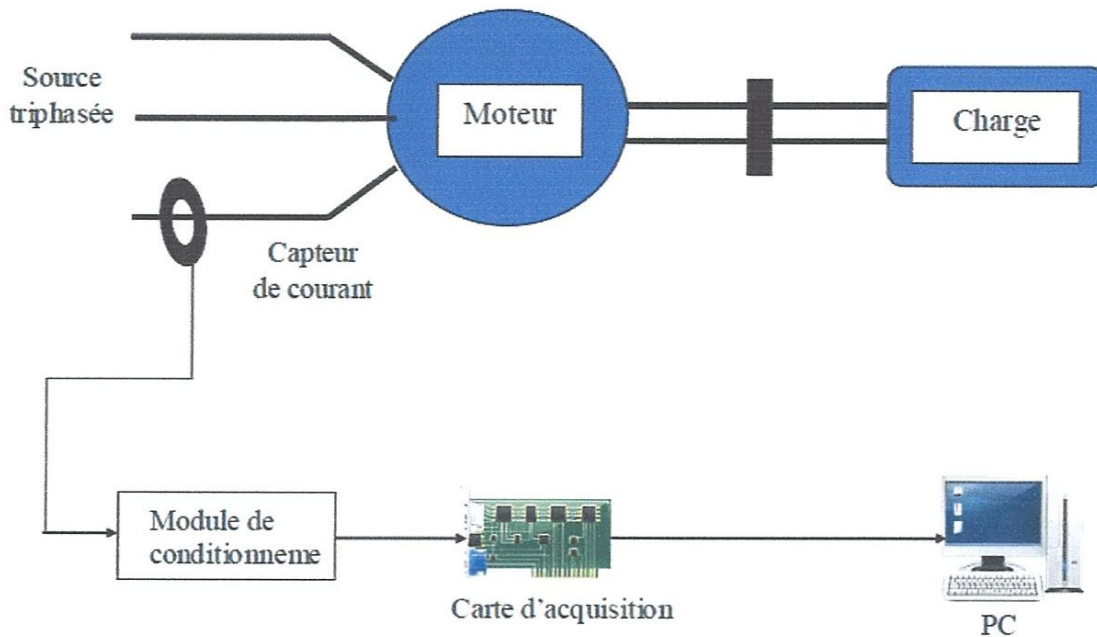 Source
triphasée
Moteur
Charge
Capteur
de courant
Module de
conditionneme
Carte d'acquisition
PC